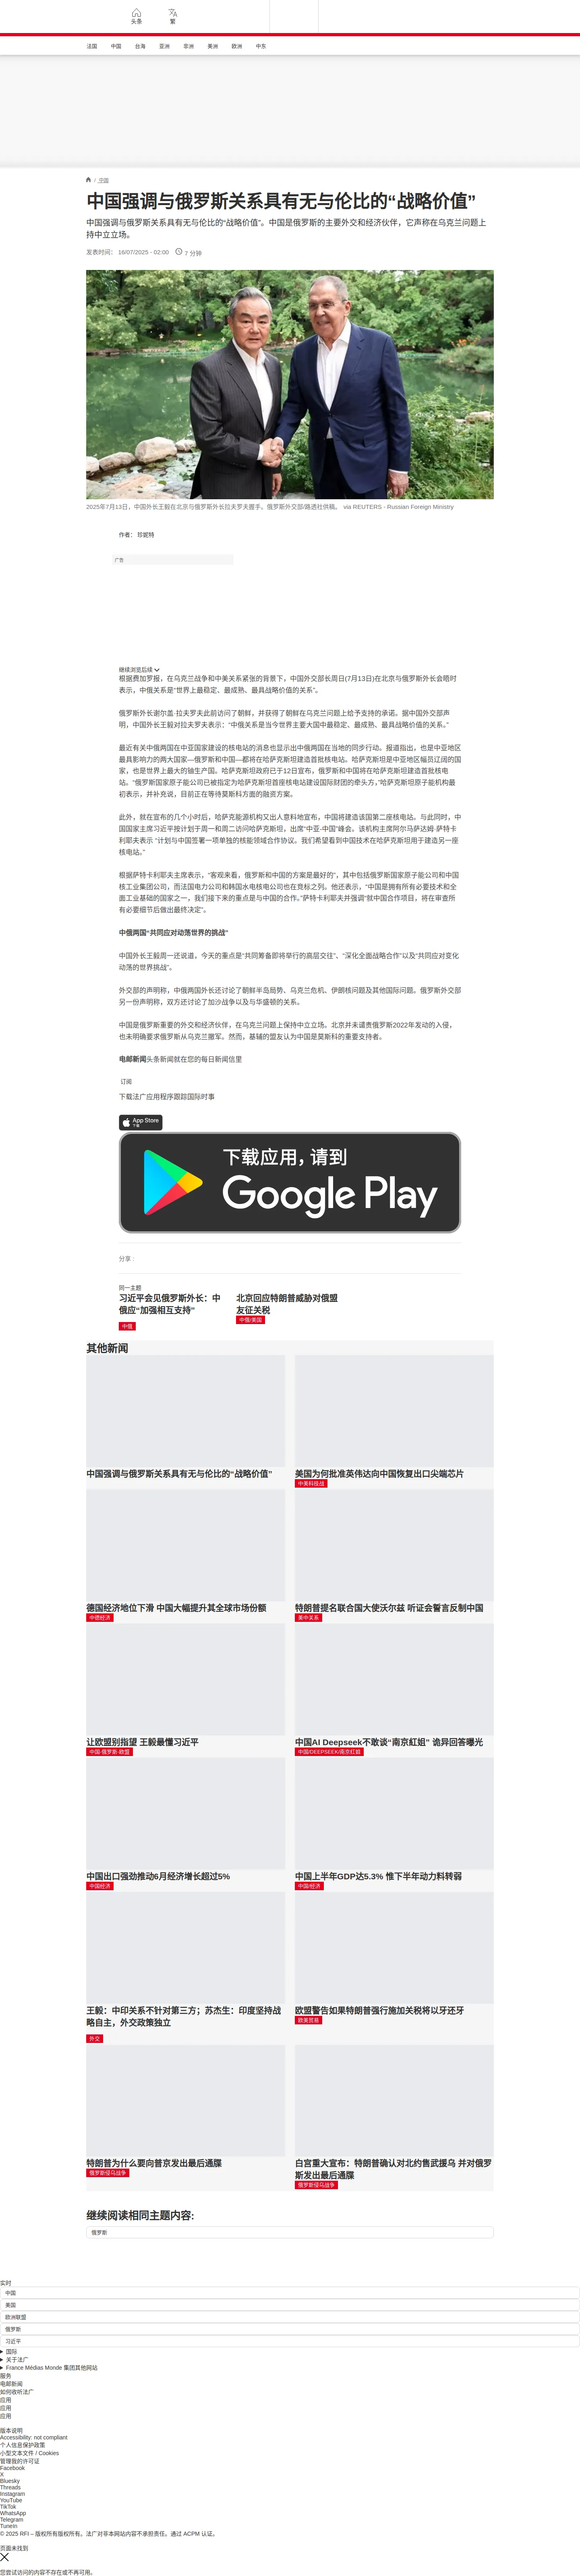 头条
繁
法国
中国
台海
亚洲
非洲
美洲
欧洲
中东
/ 中国
中国强调与俄罗斯关系具有无与伦比的“战略价值”
中国强调与俄罗斯关系具有无与伦比的“战略价值”。中国是俄罗斯的主要外交和经济伙伴，它声称在乌克兰问题上
持中立立场。
发表时间： 16/07/2025 - 02:00
7 分钟
2025年7月13日，中国外长王毅在北京与俄罗斯外长拉夫罗夫握手。俄罗斯外交部/路透社供稿。 via REUTERS - Russian Foreign Ministry
作者： 珍妮特
广告
继续浏览后续
根据费加罗报，在乌克兰战争和中美关系紧张的背景下，中国外交部长周日(7月13日)在北京与俄罗斯外长会晤时
表示，中俄关系是“世界上最稳定、最成熟、最具战略价值的关系”。
俄罗斯外长谢尔盖·拉夫罗夫此前访问了朝鲜，并获得了朝鲜在乌克兰问题上给予支持的承诺。据中国外交部声
明，中国外长王毅对拉夫罗夫表示：“中俄关系是当今世界主要大国中最稳定、最成熟、最具战略价值的关系。”
最近有关中俄两国在中亚国家建设的核电站的消息也显示出中俄两国在当地的同步行动。报道指出，也是中亚地区
最具影响力的两大国家—俄罗斯和中国—都将在哈萨克斯坦建造首批核电站。哈萨克斯坦是中亚地区幅员辽阔的国
家，也是世界上最大的铀生产国。哈萨克斯坦政府已于12日宣布，俄罗斯和中国将在哈萨克斯坦建造首批核电
站。“俄罗斯国家原子能公司已被指定为哈萨克斯坦首座核电站建设国际财团的牵头方，”哈萨克斯坦原子能机构最
初表示，并补充说，目前正在等待莫斯科方面的融资方案。
此外，就在宣布的几个小时后，哈萨克能源机构又出人意料地宣布，中国将建造该国第二座核电站。与此同时，中
国国家主席习近平按计划于周一和周二访问哈萨克斯坦，出席“中亚-中国”峰会。该机构主席阿尔马萨达姆·萨特卡
利耶夫表示 “计划与中国签署一项单独的核能领域合作协议。我们希望看到中国技术在哈萨克斯坦用于建造另一座
核电站。”
根据萨特卡利耶夫主席表示，“客观来看，俄罗斯和中国的方案是最好的”，其中包括俄罗斯国家原子能公司和中国
核工业集团公司，而法国电力公司和韩国水电核电公司也在竞标之列。他还表示，“中国是拥有所有必要技术和全
面工业基础的国家之一，我们接下来的重点是与中国的合作。”萨特卡利耶夫并强调“就中国合作项目，将在审查所
有必要细节后做出最终决定”。
中俄两国“共同应对动荡世界的挑战”
中国外长王毅周一还说道，今天的重点是“共同筹备即将举行的高层交往”、“深化全面战略合作”以及“共同应对变化
动荡的世界挑战”。
外交部的声明称，中俄两国外长还讨论了朝鲜半岛局势、乌克兰危机、伊朗核问题及其他国际问题。俄罗斯外交部
另一份声明称，双方还讨论了加沙战争以及与华盛顿的关系。
中国是俄罗斯重要的外交和经济伙伴，在乌克兰问题上保持中立立场。北京并未谴责俄罗斯2022年发动的入侵，
也未明确要求俄罗斯从乌克兰撤军。然而，基辅的盟友认为中国是莫斯科的重要支持者。
电邮新闻头条新闻就在您的每日新闻信里
订阅
下载法广应用程序跟踪国际时事
App Store
下载
下载应用，请到
Google Play
分享 :
同一主题
习近平会见俄罗斯外长：中
俄应“加强相互支持”
中俄
北京回应特朗普威胁对俄盟
友征关税
中俄/美国
其他新闻
中国强调与俄罗斯关系具有无与伦比的“战略价值”
美国为何批准英伟达向中国恢复出口尖端芯片
中美科技战
德国经济地位下滑 中国大幅提升其全球市场份额
中德经济
特朗普提名联合国大使沃尔兹 听证会誓言反制中国
美中关系
让欧盟别指望 王毅最懂习近平
中国·俄罗斯·欧盟
中国AI Deepseek不敢谈“南京紅姐” 诡异回答曝光
中国/DEEPSEEK/南京红姐
中国出口强劲推动6月经济增长超过5%
中国经济
中国上半年GDP达5.3% 惟下半年动力料转弱
中国/经济
王毅：中印关系不针对第三方；苏杰生：印度坚持战
略自主，外交政策独立
外交
欧盟警告如果特朗普强行施加关税将以牙还牙
欧美贸易
特朗普为什么要向普京发出最后通牒
俄罗斯侵乌战争
白宫重大宣布：特朗普确认对北约售武援乌 并对俄罗
斯发出最后通牒
俄罗斯侵乌战争
继续阅读相同主题内容:
俄罗斯
实时
中国
美国
欧洲联盟
俄罗斯
习近平
国际
关于法广
France Médias Monde 集团其他网站
服务
电邮新闻
如何收听法广
应用
应用
应用
版本说明
Accessibility: not compliant
个人信息保护政策
小型文本文件 / Cookies
管理我的许可证
Facebook
X
Bluesky
Threads
Instagram
YouTube
TikTok
WhatsApp
Telegram
TuneIn
© 2025 RFI – 版权所有版权所有。法广对非本网站内容不承担责任。通过 ACPM 认证。
页面未找到
您尝试访问的内容不存在或不再可用。